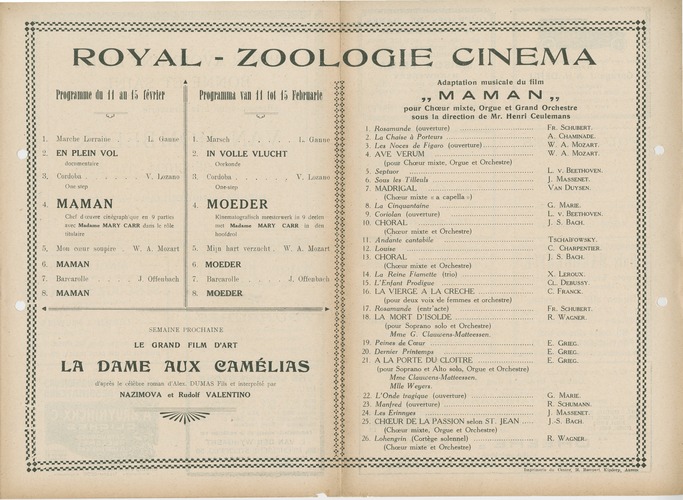 ROYAL - ZOOLOGIE CINEMA
Programme du 11 au 15 février
1. Marche Lorraine . . L. Ganne
2. EN PLEIN VOL
documentaire
3. Cordoba . . . V. Lozano
One step
4. MAMAN
Chef d'œuvre cinégraphique en 9 parties
avec Madame MARY CARR dans le rôle
titulaire
5. Mon cœur soupire . W. A. Mozart
6. MAMAN
7. Barcarolle . . J. Offenbach
8. MAMAN
Programma van 11 tot 15 Februarie
1. Marsch . . . L. Ganne
2. IN VOLLE VLUCHT
Oorkonde
3. Cordoba . . . V. Lozano
One-step
4. MOEDER
Kinematografisch meesterwerk in 9 deelen
met Madame MARY CARR in den
hoofdrol
5. Mijn hart verzucht . W. A. Mozart
6. MOEDER
7. Barcarolle . . J. Offenbach
8. MOEDER
SEMAINE PROCHAINE
LE GRAND FILM D'ART
LA DAME AUX CAMÉLIAS
d'après le célèbre roman d'Alex. DUMAS Fils et interprété par
NAZIMOVA et Rudolf VALENTINO
Adaptation musicale du film
„ MAMAN „
pour Chœur mixte, Orgue et Grand Orchestre
sous la direction de Mr. Henri Ceulemans
1. Rosamunde (ouverture) FR. SCHUBERT.
2. La Chaise à Porteurs A. CHAMINADE.
3. Les Noces de Figaro (ouverture) W. A. MOZART.
4 AVE VERUM W. A. MOZART.
(pour Chœur mixte, Orgue et Orchestre)
5. Septuor L. v. BEETHOVEN.
6. Sous les Tilleuls J. MASSENET.
7. MADRIGAL VAN DUYSEN.
(Chœur mixte « a capella »)
8. La Cinquantaine G. MARIE.
9. Coriolan (ouverture) L. v. BEETHOVEN.
10. CHORAL J. S. BACH.
(Chœur mixte et Orchestre)
11. Andante cantabile TSCHAÏKOWSKY.
12. Louise C. CHARPENTIER.
13. CHORAL J. S. BACH.
(Chœur mixte et Orchestre)
14. La Reine Fiamette (trio) X. LEROUX.
15. L'Enfant Prodigue CL. DEBUSSY.
16. LA VIERGE A LA CRECHE C. FRANCK.
(pour deux voix de femmes et orchestre)
17. Rosamunde (entr'acte) FR. SCHUBERT.
18. LA MORT D'ISOLDE R. WAGNER.
(pour Soprano solo et Orchestre)
Mme G. Clauwens-Matteessen.
19. Peines de Cœur E. GRIEG.
20. Dernier Printemps E. GRIEG.
21. A LA PORTE DU CLOITRE E. GRIEG.
(pour Soprano et Alto solo, Orgue et Orchestre)
Mme Clauwens-Matteessen.
Mlle Weyers.
22. L'Onde tragique (ouverture) G. MARIE.
23. Manfred (ouverture) R. SCHUMANN.
24. Les Erinnyes J. MASSENET.
25. CHŒUR DE LA PASSION selon ST. JEAN J.-S. BACH.
(Chœur mixte, Orgue et Orchestre)
26. Lohengrin (Cortège solennel) R. WAGNER.
(Chœur mixte et Orchestre)